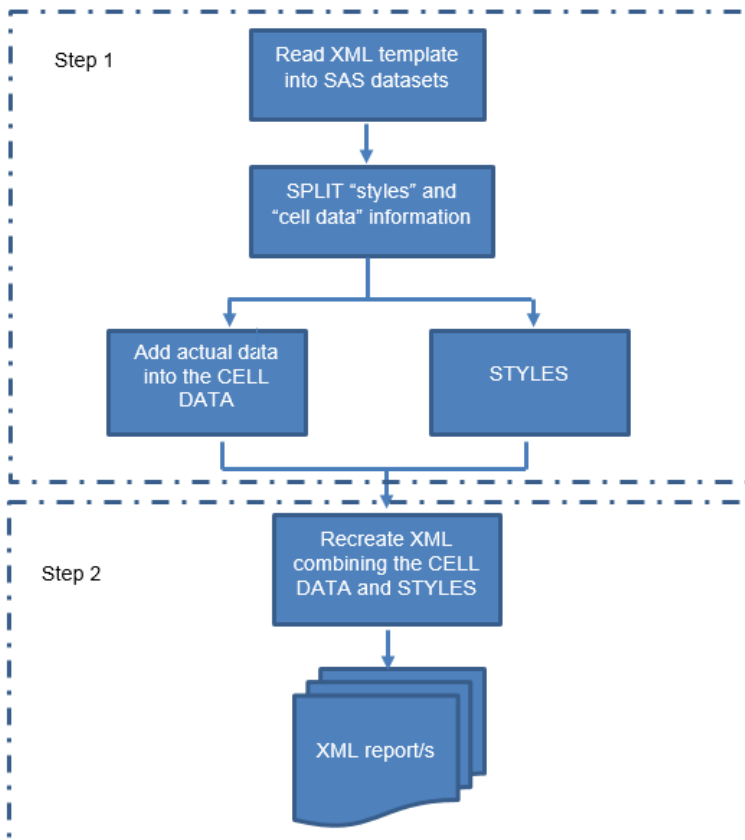 Step 1
Read XML template
into SAS datasets
SPLIT “styles” and
“cell data” information
Add actual data
into the CELL
DATA
STYLES
Step 2
Recreate XML
combining the CELL
DATA and STYLES
XML report/s